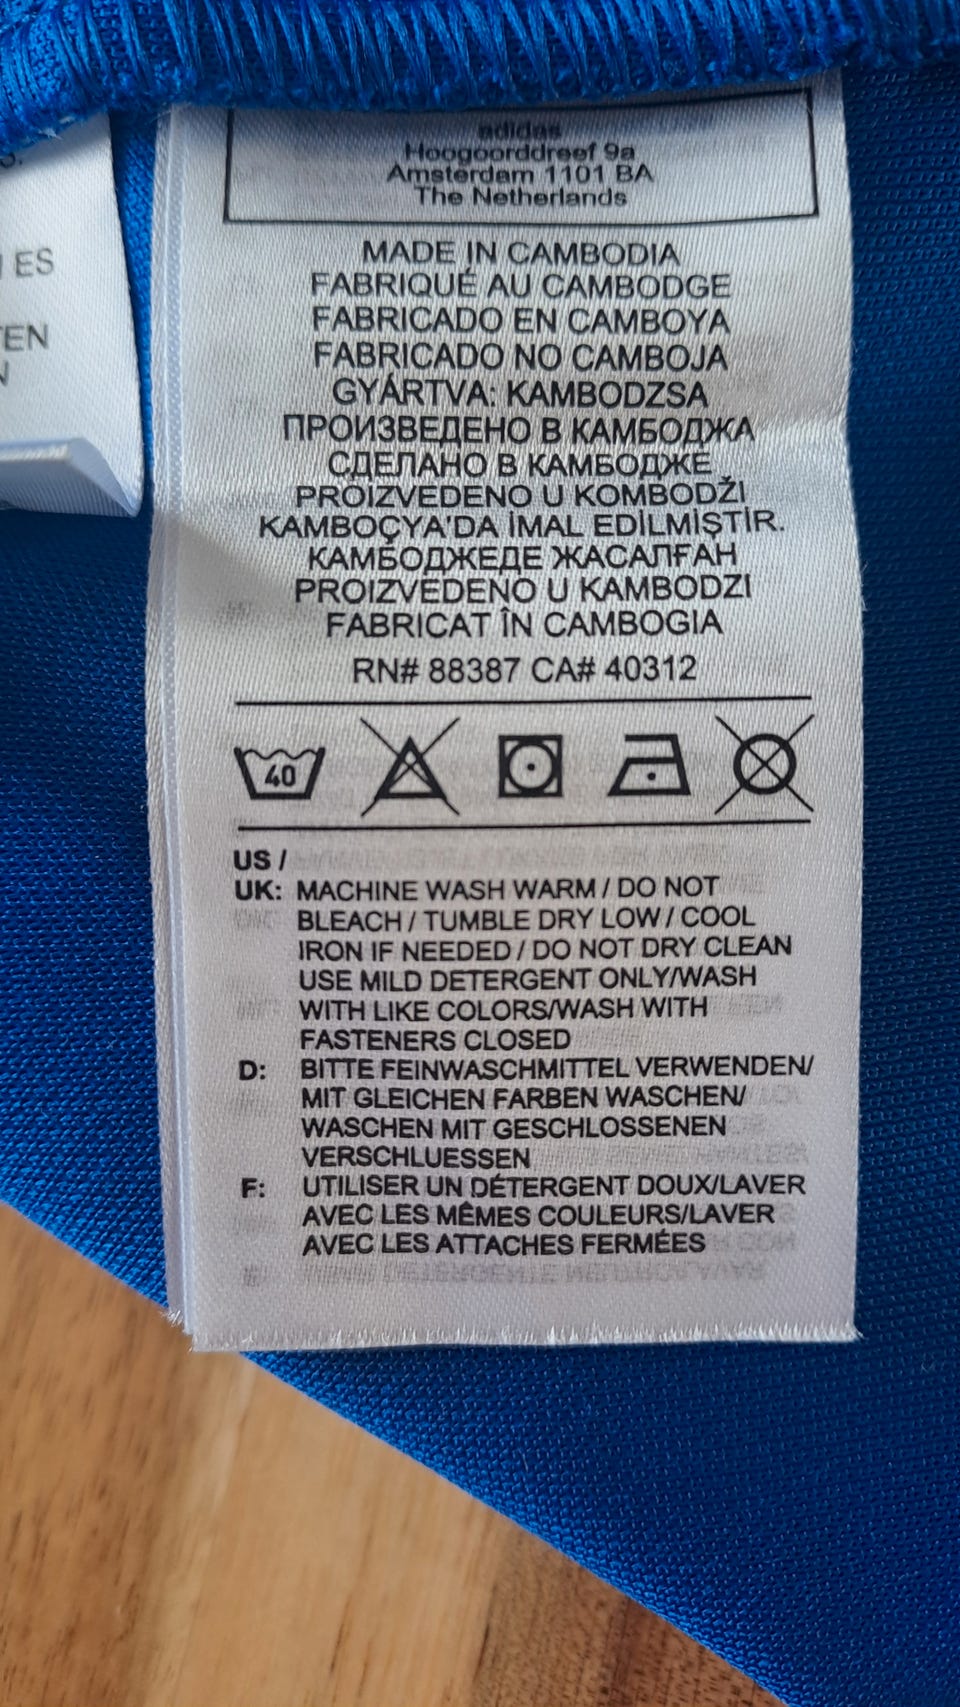 adidas
Hoogoorddreef 9a
Amsterdam 1101 BA
The Netherlands
MADE IN CAMBODIA
FABRIQUÉ AU CAMBODGE
FABRICADO EN CAMBOYA
FABRICADO NO CAMBOJA
GYÁRTVA: KAMBODZSA
ПРОИЗВЕДЕНО В КАМБОДЖА
СДЕЛАНО В КАМБОДЖЕ
PROIZVEDENO U KOMBODŽI
KAMBOÇYA'DA İMAL EDİLMİŞTİR.
КАМБОДЖЕДЕ ЖАСАЛҒАН
PROIZVEDENO U KAMBODZI
FABRICAT ÎN CAMBOGIA
RN# 88387 CA# 40312
40
US /
UK: MACHINE WASH WARM / DO NOT
BLEACH / TUMBLE DRY LOW / COOL
IRON IF NEEDED / DO NOT DRY CLEAN
USE MILD DETERGENT ONLY/WASH
WITH LIKE COLORS/WASH WITH
FASTENERS CLOSED
D: BITTE FEINWASCHMITTEL VERWENDEN/
MIT GLEICHEN FARBEN WASCHEN/
WASCHEN MIT GESCHLOSSENEN
VERSCHLUESSEN
F: UTILISER UN DÉTERGENT DOUX/LAVER
AVEC LES MÊMES COULEURS/LAVER
AVEC LES ATTACHES FERMÉES
ES